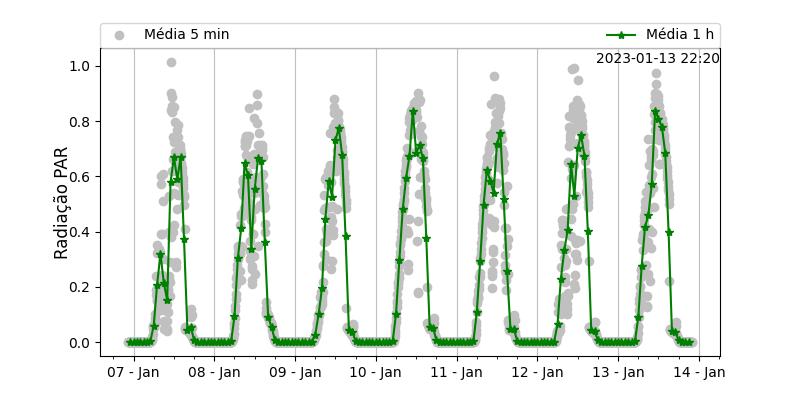 Média 5 min
Média 1 h
2023-01-13 22:20
Radiação PAR
1.0
0.8
0.6
0.4
0.2
0.0
07 - Jan 08 - Jan 09 - Jan 10 - Jan 11 - Jan 12 - Jan 13 - Jan 14 - Jan